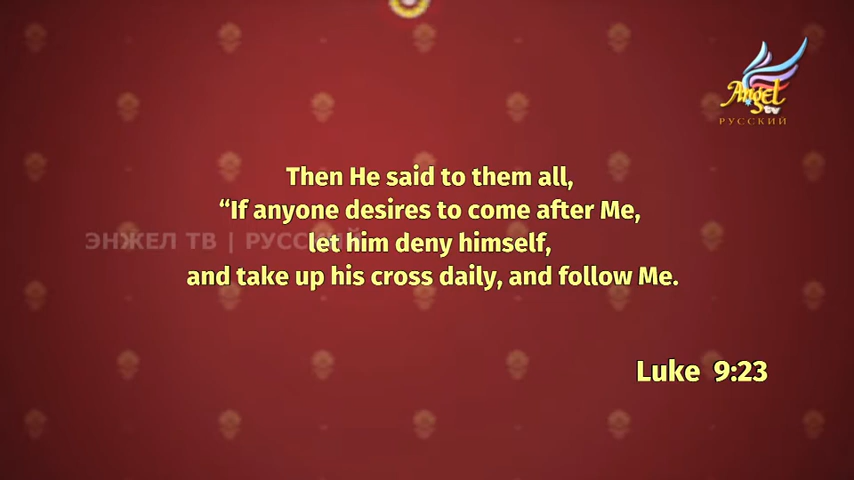 Angel
tv
РУССКИЙ
Then He said to them all,
“If anyone desires to come after Me,
ЭНЖЕЛ ТВ | РУССКИЙ
let him deny himself,
and take up his cross daily, and follow Me.
Luke 9:23